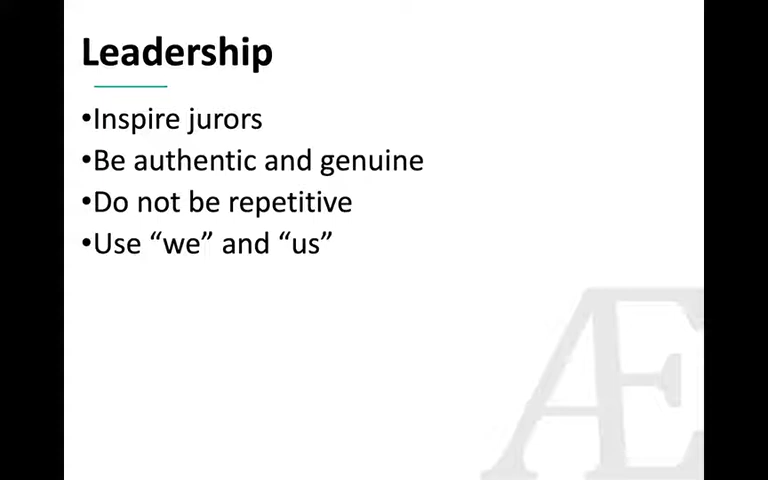 Leadership
•Inspire jurors
•Be authentic and genuine
•Do not be repetitive
•Use “we” and “us”
Æ